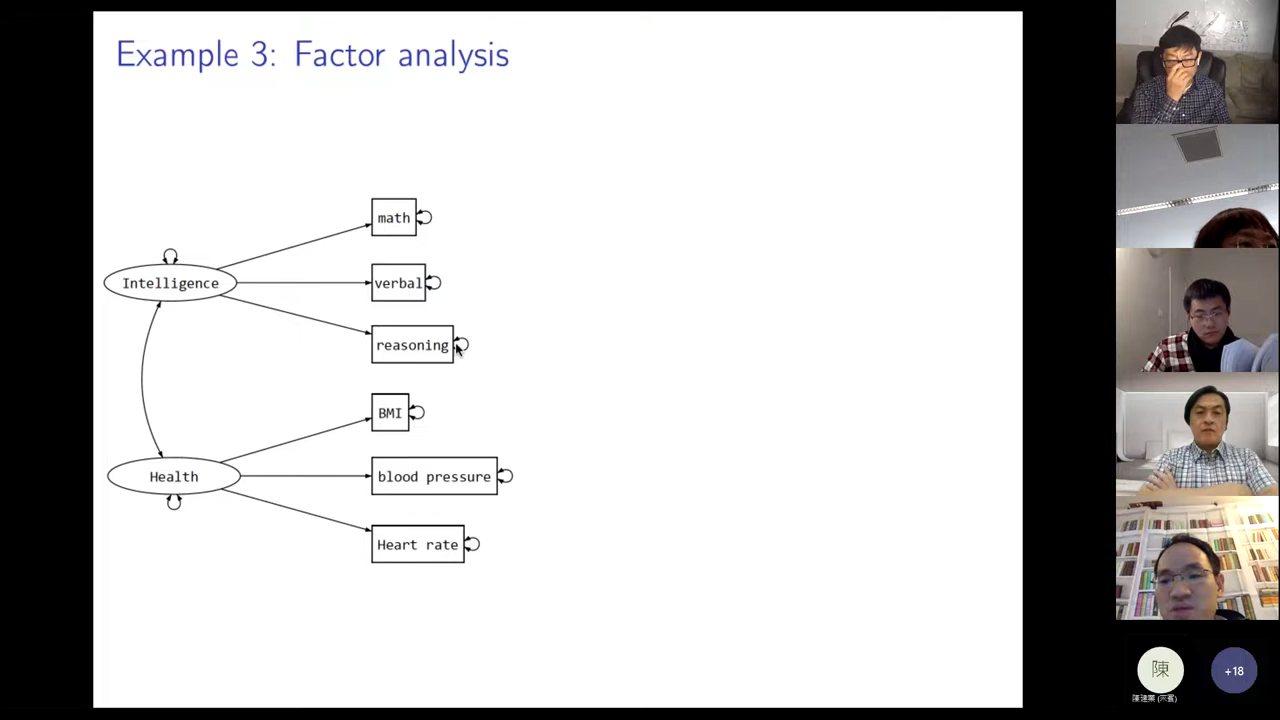 Example 3: Factor analysis
math
Intelligence
verbal
reasoning
BMI
Health
blood pressure
Heart rate
陳
+18